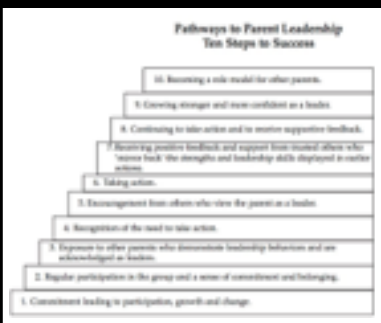 Pathways to Parent Leadership
Ten Steps to Success
10. Becoming a role model for other parents.
9. Growing stronger and more confident as a leader.
8. Continuing to take action and to receive supportive feedback.
7. Receiving positive feedback and support from trusted others who
"mirror back" the strengths and leadership skills displayed in earlier
actions.
6. Taking action.
5. Encouragement from others who view the parent as a leader.
4. Recognition of the need to take action.
3. Exposure to other parents who demonstrate leadership behaviors and are
acknowledged as leaders.
2. Regular participation in the group and a sense of commitment and belonging.
1. Commitment leading to participation, growth and change.